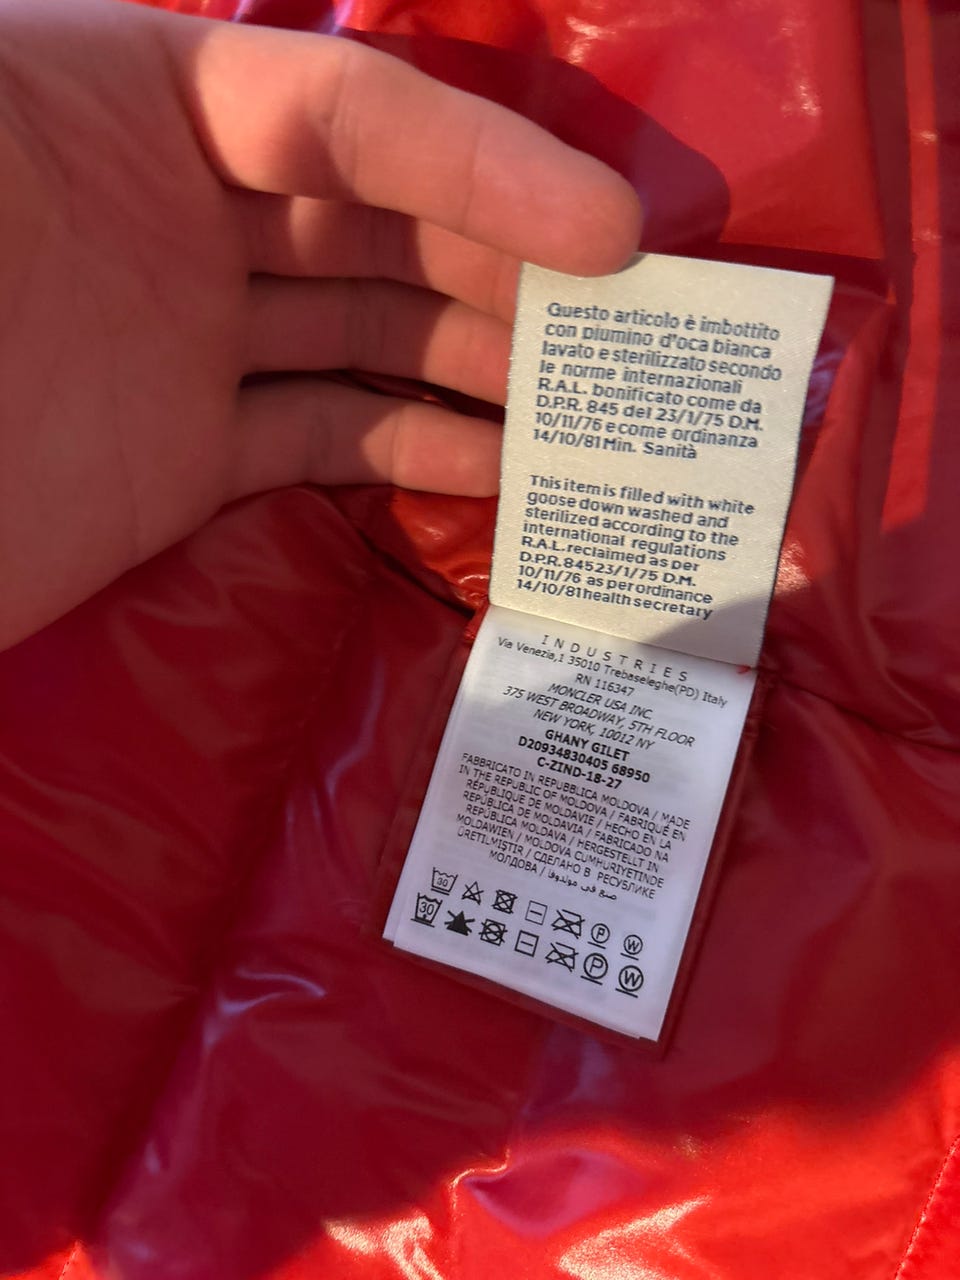 Questo articolo è imbottito
con piumino d'oca bianca
lavato e sterilizzato secondo
le norme internazionali
R.A.L. bonificato come da
D.P.R. 845 del 23/1/75 D.M.
10/11/76 e come ordinanza
14/10/81 Min. Sanità
This item is filled with white
goose down washed and
sterilized according to the
international regulations
R.A.L. reclaimed as per
D.P.R. 84523/1/75 D.M.
10/11/76 as per ordinance
14/10/81 health secretary
INDUSTRIES
Via Venezia,1 35010 Trebaseleghe(PD) Italy
RN 116347
MONCLER USA INC.
375 WEST BROADWAY, 5TH FLOOR
NEW YORK, 10012 NY
GHANY GILET
D20934830405 68950
C-ZIND-18-27
FABBRICATO IN REPUBBLICA MOLDOVA / MADE
IN THE REPUBLIC OF MOLDOVA / FABRIQUÉ EN
RÉPUBLIQUE DE MOLDAVIE / HECHO EN LA
REPÚBLICA DE MOLDAVIA / FABRICADO NA
REPÚBLICA MOLDAVA / HERGESTELLT IN
MOLDAWIEN / MOLDOVA CUMHURIYETINDE
ÜRETILMIŞTIR / СДЕЛАНО В РЕСПУБЛИКЕ
МОЛДОВА / صنع في مولدوفا
30 P W
30 P W